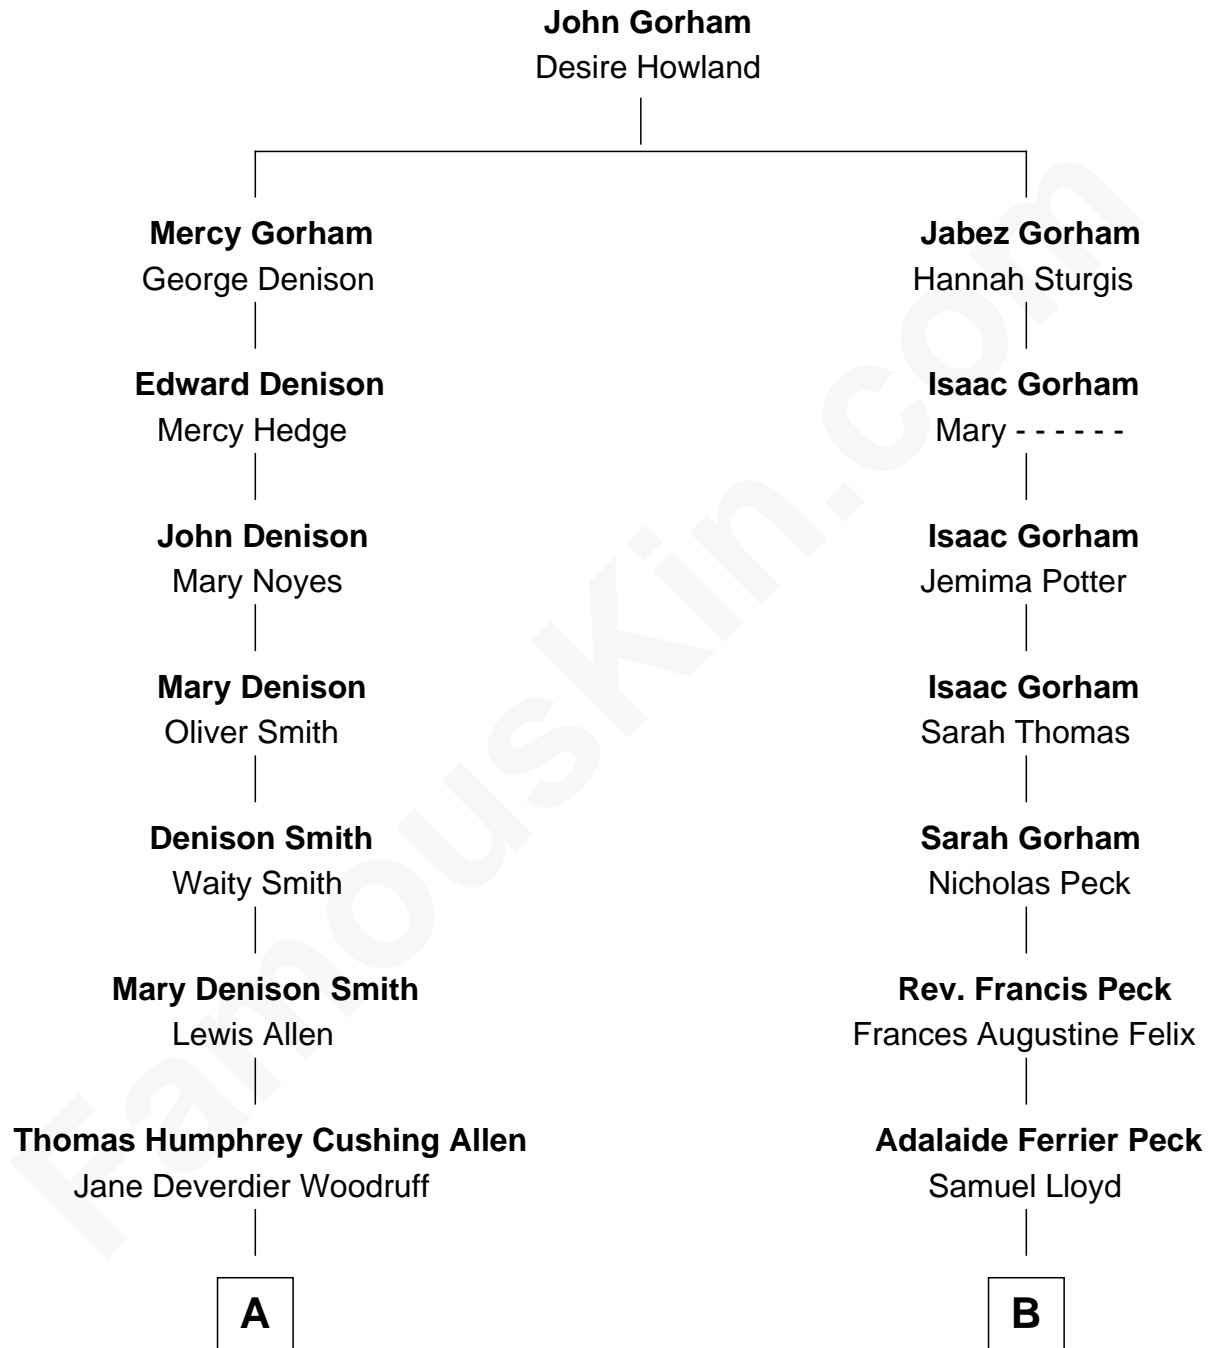 John Gorham
Desire Howland
Mercy Gorham
George Denison
Jabez Gorham
Hannah Sturgis
Edward Denison
Mercy Hedge
Isaac Gorham
Mary - - - - - -
John Denison
Mary Noyes
Isaac Gorham
Jemima Potter
Mary Denison
Oliver Smith
Isaac Gorham
Sarah Thomas
Denison Smith
Waity Smith
Sarah Gorham
Nicholas Peck
Mary Denison Smith
Lewis Allen
Rev. Francis Peck
Frances Augustine Felix
Thomas Humphrey Cushing Allen
Jane Deverdier Woodruff
Adalaide Ferrier Peck
Samuel Lloyd
A
B
FamousKin.com